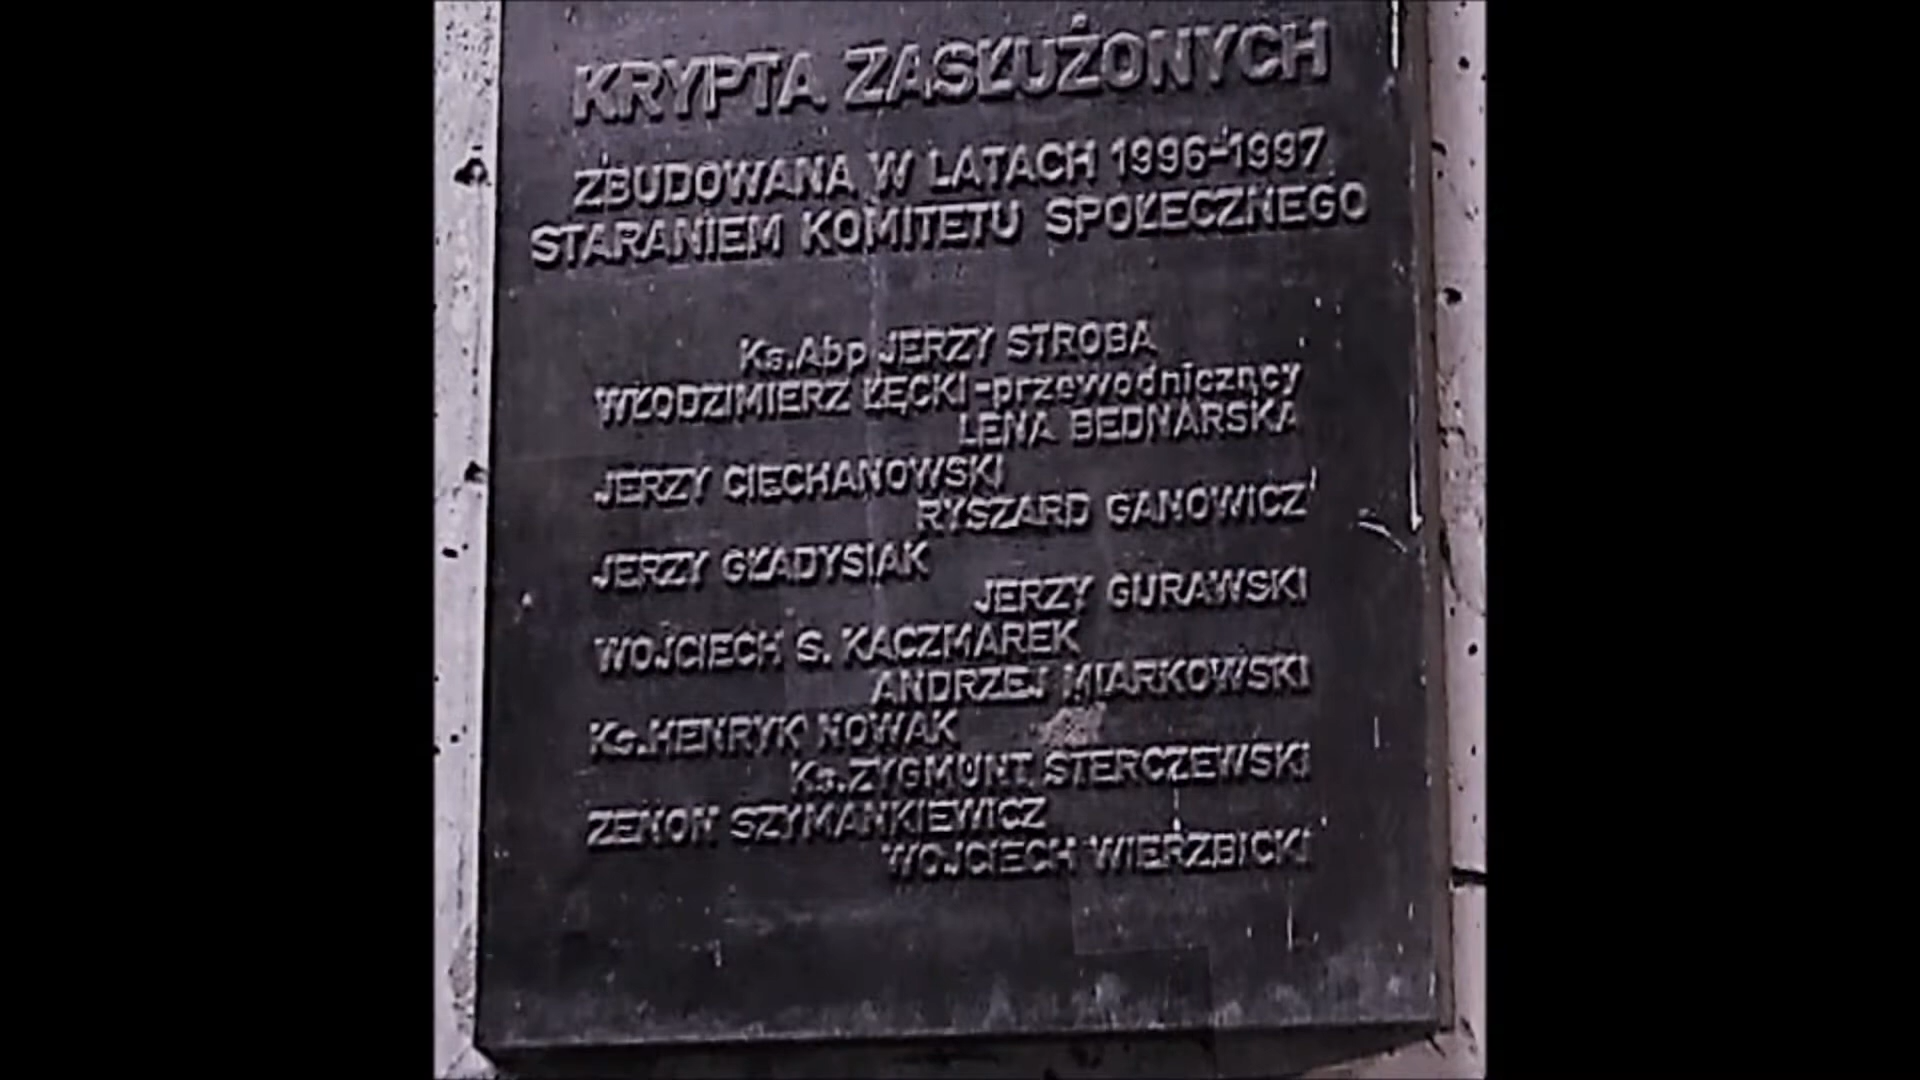 KRYPTA ZASŁUŻONYCH
ZBUDOWANA W LATACH 1996-1997
STARANIEM KOMITETU SPOŁECZNEGO
Ks.Abp JERZY STROBA
WŁODZIMIERZ ŁĘCKI-przewodniczący
LENA BEDNARSKA
JERZY CIECHANOWSKI
RYSZARD GANOWICZ
JERZY GŁADYSIAK
JERZY GURAWSKI
WOJCIECH S. KACZMAREK
ANDRZEJ MIARKOWSKI
Ks.HENRYK NOWAK
Ks.ZYGMUNT STERCZEWSKI
ZENON SZYMANKIEWICZ
WOJCIECH WIERZBICKI